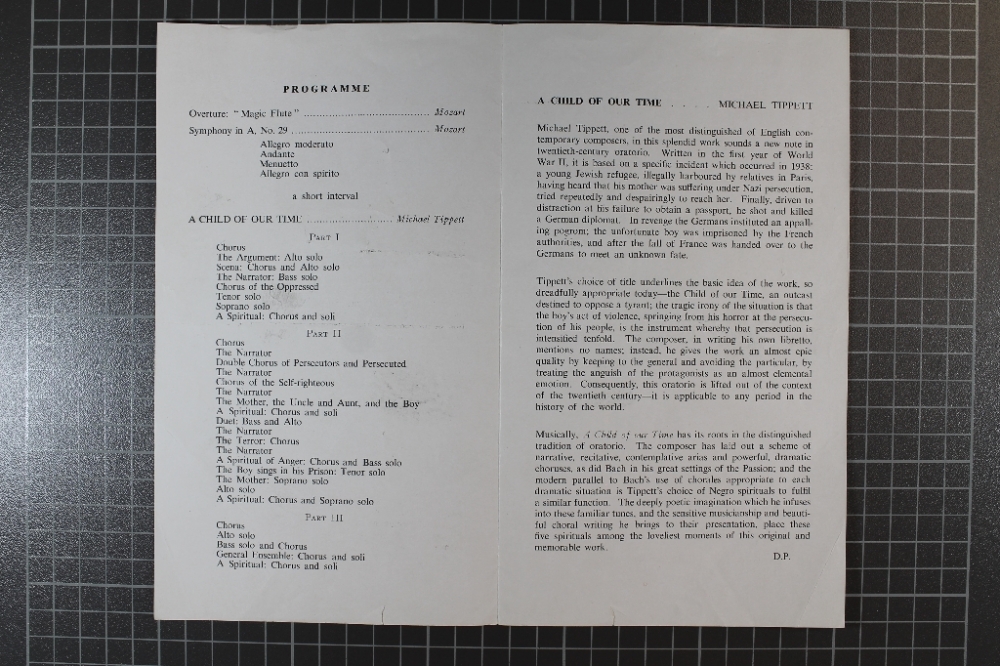 PROGRAMME
Overture: "Magic Flute" ........................................ Mozart
Symphony in A, No. 29 ........................................ Mozart
Allegro moderato
Andante
Menuetto
Allegro con spirito
a short interval
A CHILD OF OUR TIME ........................... Michael Tippett
PART I
Chorus
The Argument: Alto solo
Scena: Chorus and Alto solo
The Narrator: Bass solo
Chorus of the Oppressed
Tenor solo
Soprano solo
A Spiritual: Chorus and soli
PART II
Chorus
The Narrator
Double Chorus of Persecutors and Persecuted
The Narrator
Chorus of the Self-righteous
The Narrator
The Mother, the Uncle and Aunt, and the Boy
A Spiritual: Chorus and soli
Duet: Bass and Alto
The Narrator
The Terror: Chorus
The Narrator
A Spiritual of Anger: Chorus and Bass solo
The Boy sings in his Prison: Tenor solo
The Mother: Soprano solo
Alto solo
A Spiritual: Chorus and Soprano solo
PART III
Chorus
Alto solo
Bass solo and Chorus
General Ensemble: Chorus and soli
A Spiritual: Chorus and soli
A CHILD OF OUR TIME . . . . MICHAEL TIPPETT
Michael Tippett, one of the most distinguished of English con-
temporary composers, in this splendid work sounds a new note in
twentieth-century oratorio. Written in the first year of World
War II, it is based on a specific incident which occurred in 1938:
a young Jewish refugee, illegally harboured by relatives in Paris,
having heard that his mother was suffering under Nazi persecution,
tried repeatedly and despairingly to reach her. Finally, driven to
distraction at his failure to obtain a passport, he shot and killed
a German diplomat. In revenge the Germans instituted an appall-
ing pogrom; the unfortunate boy was imprisoned by the French
authorities, and after the fall of France was handed over to the
Germans to meet an unknown fate.
Tippett's choice of title underlines the basic idea of the work, so
dreadfully appropriate today—the Child of our Time, an outcast
destined to oppose a tyrant; the tragic irony of the situation is that
the boy's act of violence, springing from his horror at the persecu-
tion of his people, is the instrument whereby that persecution is
intensified tenfold. The composer, in writing his own libretto,
mentions no names; instead, he gives the work an almost epic
quality by keeping to the general and avoiding the particular, by
treating the anguish of the protagonists as an almost elemental
emotion. Consequently, this oratorio is lifted out of the context
of the twentieth century—it is applicable to any period in the
history of the world.
Musically, A Child of our Time has its roots in the distinguished
tradition of oratorio. The composer has laid out a scheme of
narrative, recitative, contemplative arias and powerful, dramatic
choruses, as did Bach in his great settings of the Passion; and the
modern parallel to Bach's use of chorales appropriate to each
dramatic situation is Tippett's choice of Negro spirituals to fulfil
a similar function. The deeply poetic imagination which he infuses
into these familiar tunes, and the sensitive musicianship and beauti-
ful choral writing he brings to their presentation, place these
five spirituals among the loveliest moments of this original and
memorable work.
D.P.